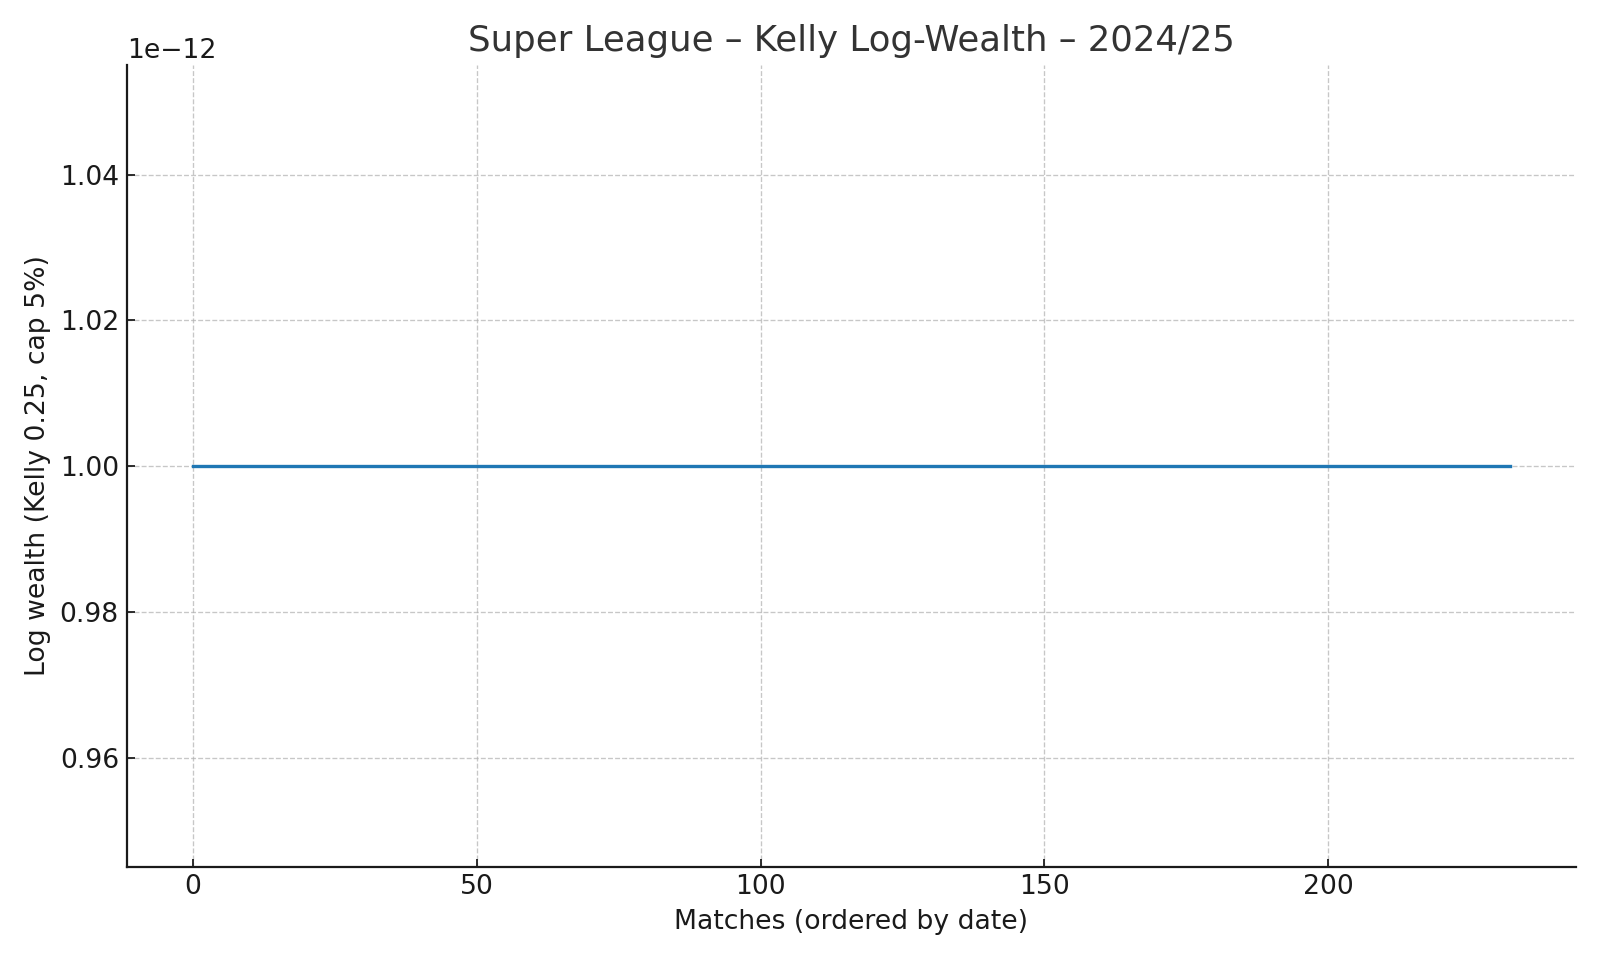 Super League – Kelly Log-Wealth – 2024/25
1e−12
Log wealth (Kelly 0.25, cap 5%)
1.04
1.02
1.00
0.98
0.96
0 50 100 150 200
Matches (ordered by date)